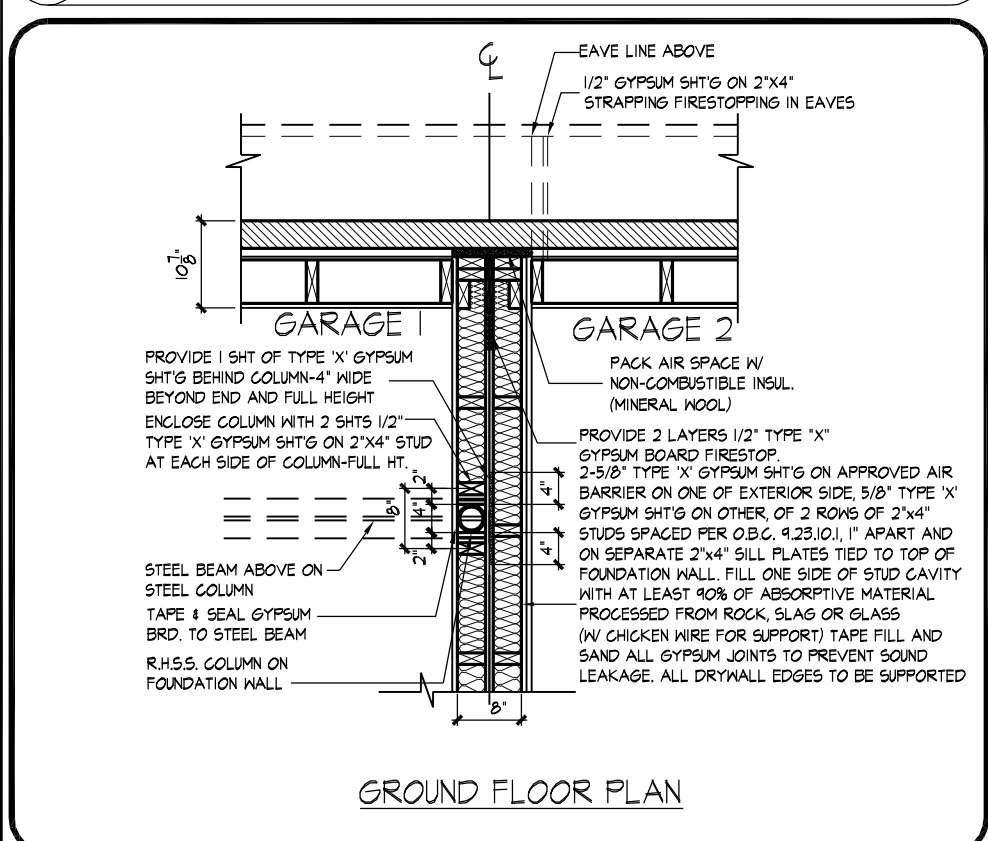 ℄
EAVE LINE ABOVE
1/2" GYPSUM SHT'G ON 2"X4"
STRAPPING FIRESTOPPING IN EAVES
10 7/8"
GARAGE 1
GARAGE 2
PROVIDE 1 SHT OF TYPE 'X' GYPSUM
SHT'G BEHIND COLUMN-4" WIDE
BEYOND END AND FULL HEIGHT
ENCLOSE COLUMN WITH 2 SHTS 1/2"
TYPE 'X' GYPSUM SHT'G ON 2"X4" STUD
AT EACH SIDE OF COLUMN-FULL HT.
2"
8"
4"
2"
STEEL BEAM ABOVE ON
STEEL COLUMN
TAPE & SEAL GYPSUM
BRD. TO STEEL BEAM
R.H.S.S. COLUMN ON
FOUNDATION WALL
PACK AIR SPACE W/
NON-COMBUSTIBLE INSUL.
(MINERAL WOOL)
PROVIDE 2 LAYERS 1/2" TYPE "X"
GYPSUM BOARD FIRESTOP.
4"
4"
2-5/8" TYPE 'X' GYPSUM SHT'G ON APPROVED AIR
BARRIER ON ONE OF EXTERIOR SIDE, 5/8" TYPE 'X'
GYPSUM SHT'G ON OTHER, OF 2 ROWS OF 2"x4"
STUDS SPACED PER O.B.C. 9.23.10.1, 1" APART AND
ON SEPARATE 2"x4" SILL PLATES TIED TO TOP OF
FOUNDATION WALL. FILL ONE SIDE OF STUD CAVITY
WITH AT LEAST 90% OF ABSORPTIVE MATERIAL
PROCESSED FROM ROCK, SLAG OR GLASS
(W/ CHICKEN WIRE FOR SUPPORT) TAPE FILL AND
SAND ALL GYPSUM JOINTS TO PREVENT SOUND
LEAKAGE. ALL DRYWALL EDGES TO BE SUPPORTED
8"
GROUND FLOOR PLAN